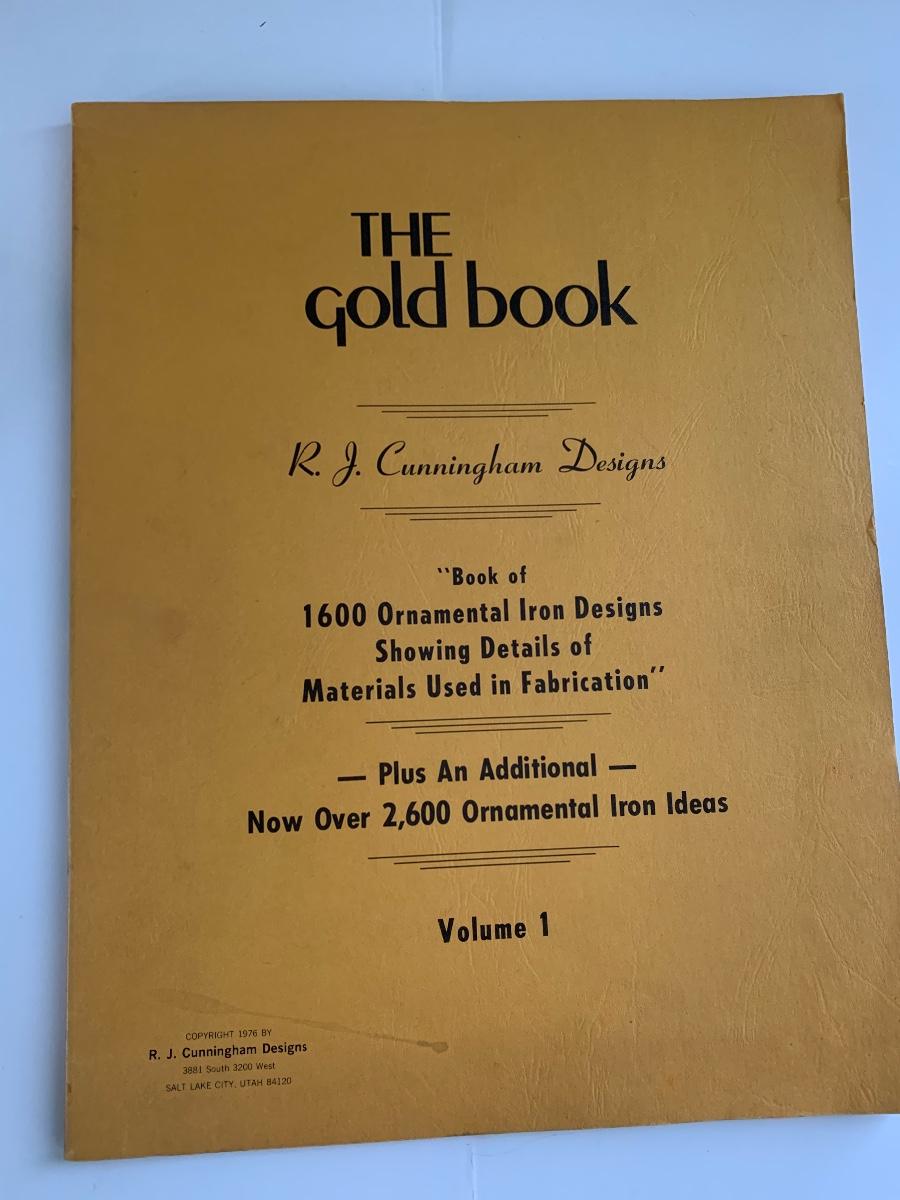 THE
gold book
R. J. Cunningham Designs
"Book of
1600 Ornamental Iron Designs
Showing Details of
Materials Used in Fabrication"
— Plus An Additional —
Now Over 2,600 Ornamental Iron Ideas
Volume 1
COPYRIGHT 1976 BY
R. J. Cunningham Designs
3881 South 3200 West
SALT LAKE CITY, UTAH 84120